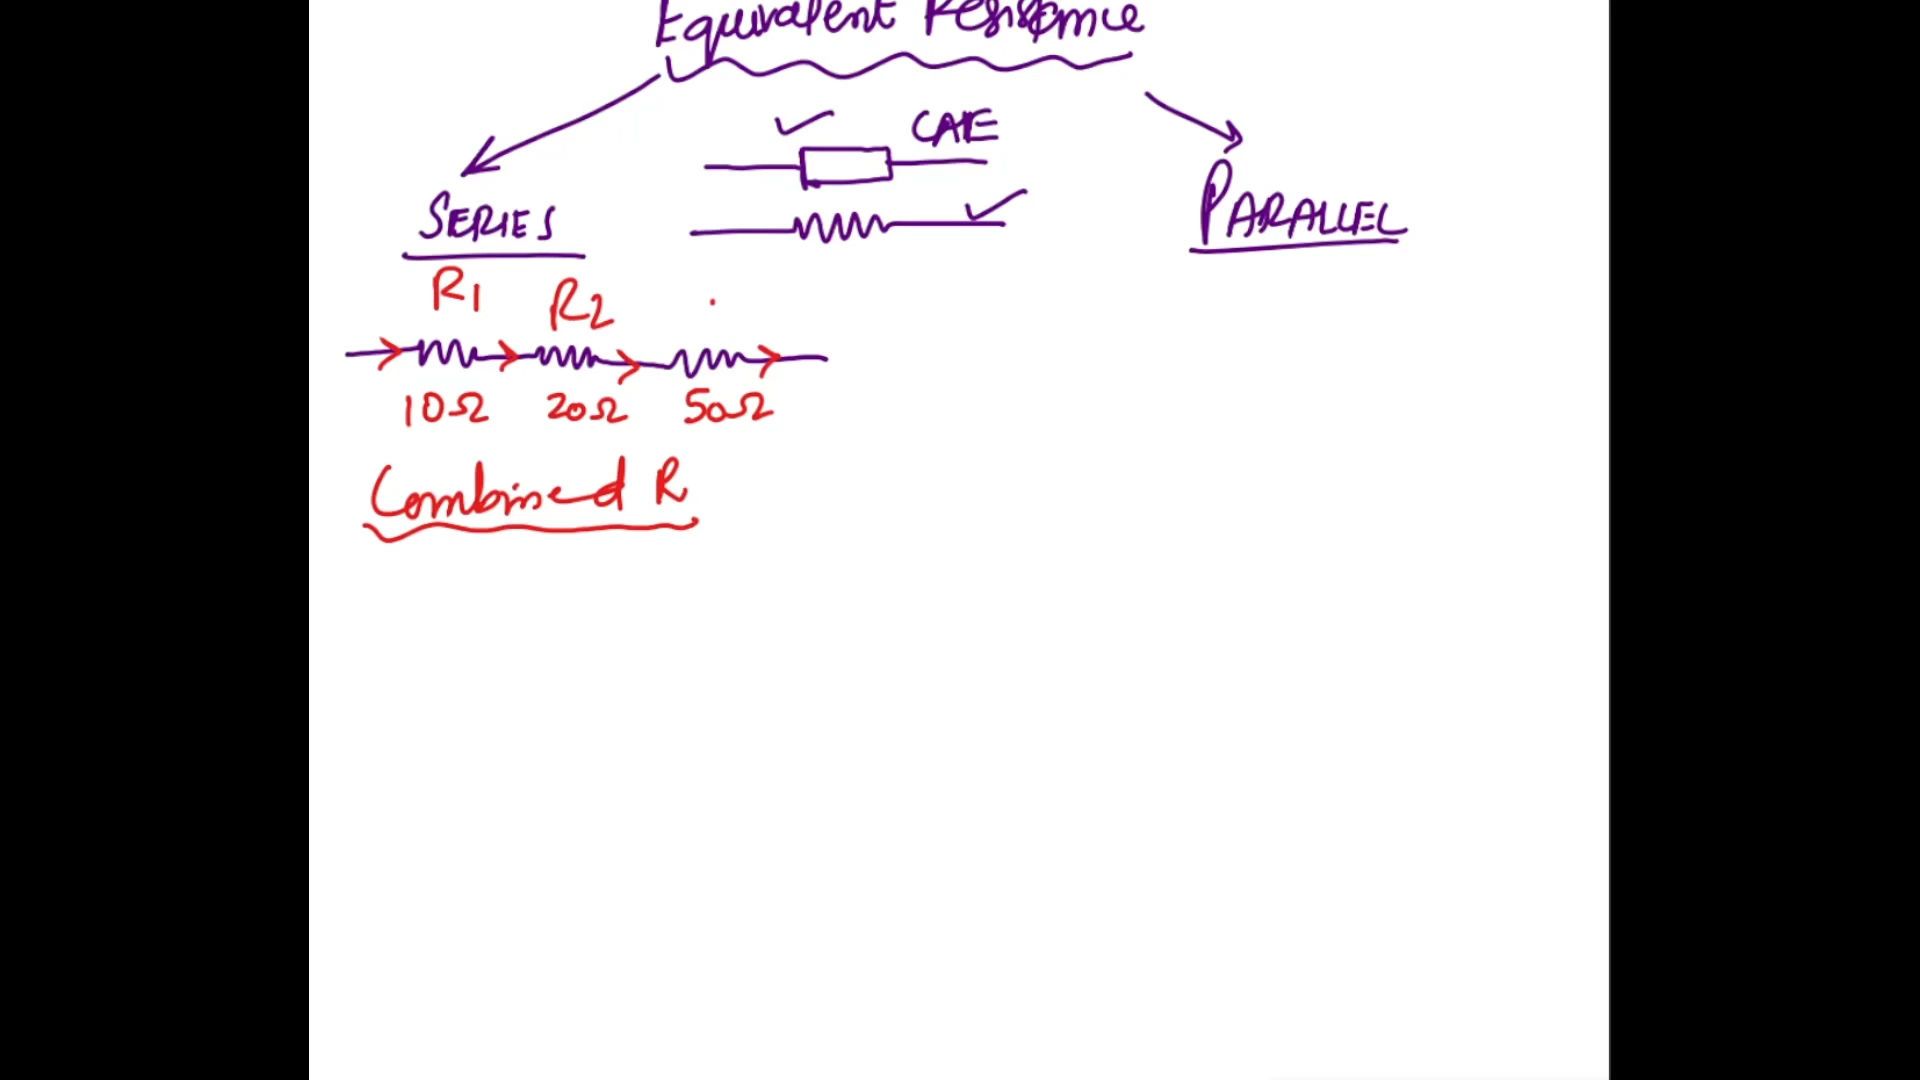 Equivalent Resistance
CAIE
SERIES
PARALLEL
R1 R2
10Ω 20Ω 50Ω
Combined R